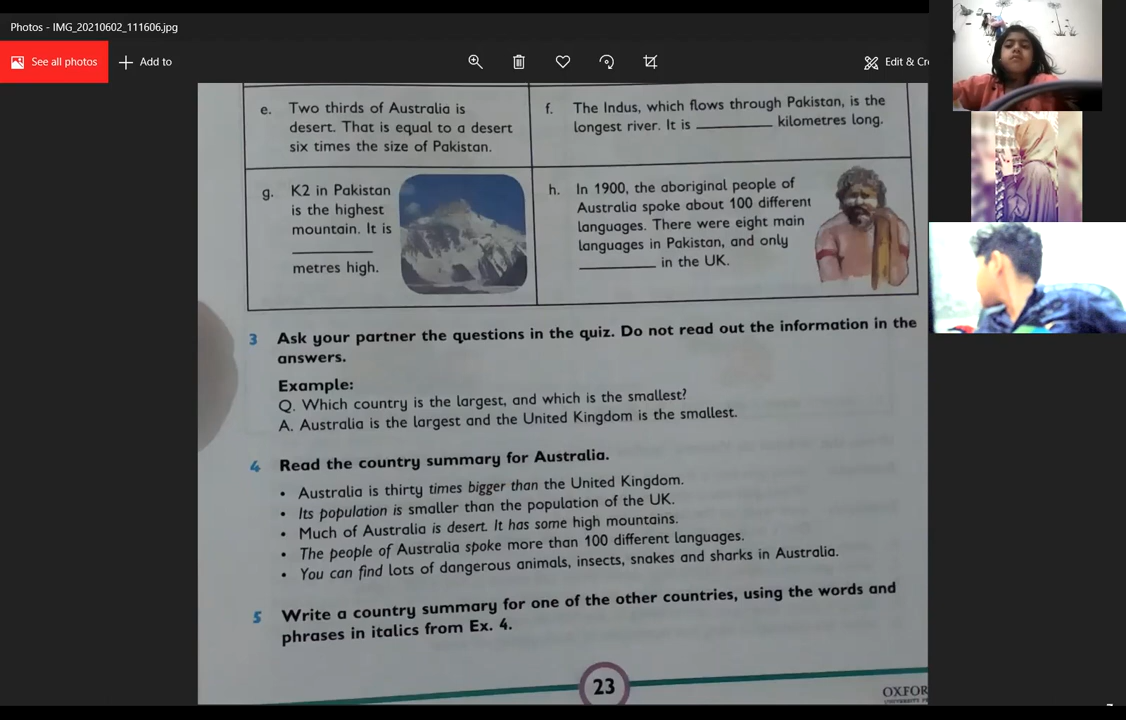 Photos - IMG_20210602_111606.jpg
See all photos
Add to
Edit & Cr
e. Two thirds of Australia is
desert. That is equal to a desert
six times the size of Pakistan.
f. The Indus, which flows through Pakistan, is the
longest river. It is __________ kilometres long.
g. K2 in Pakistan
is the highest
mountain. It is
__________
metres high.
h. In 1900, the aboriginal people of
Australia spoke about 100 different
languages. There were eight main
languages in Pakistan, and only
__________ in the UK.
3 Ask your partner the questions in the quiz. Do not read out the information in the
answers.
Example:
Q. Which country is the largest, and which is the smallest?
A. Australia is the largest and the United Kingdom is the smallest.
4 Read the country summary for Australia.
• Australia is thirty times bigger than the United Kingdom.
• Its population is smaller than the population of the UK.
• Much of Australia is desert. It has some high mountains.
• The people of Australia spoke more than 100 different languages.
• You can find lots of dangerous animals, insects, snakes and sharks in Australia.
5 Write a country summary for one of the other countries, using the words and
phrases in italics from Ex. 4.
23
OXFOR